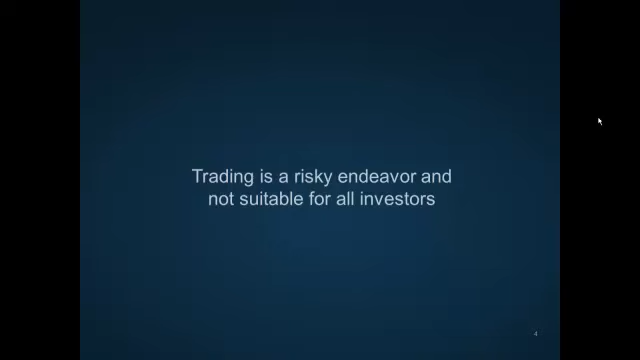 Trading is a risky endeavor and
not suitable for all investors
4